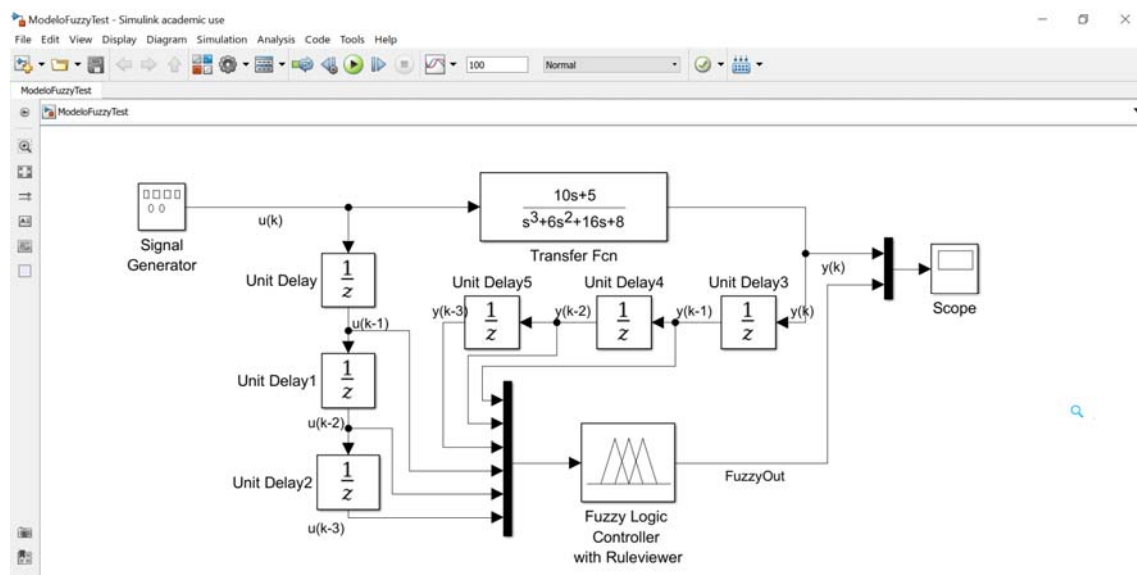 ModeloFuzzyTest - Simulink academic use
File Edit View Display Diagram Simulation Analysis Code Tools Help
100 Normal
ModeloFuzzyTest
ModeloFuzzyTest
10s+5
s³+6s²+16s+8
Transfer Fcn
u(k)
Signal
Generator
Unit Delay
1
z
Unit Delay5
y(k-3)
1
z
Unit Delay4
y(k-2)
1
z
Unit Delay3
y(k-1)
1
z
y(k)
y(k)
Scope
u(k-1)
Unit Delay1
1
z
u(k-2)
Unit Delay2
1
z
u(k-3)
FuzzyOut
Fuzzy Logic
Controller
with Ruleviewer